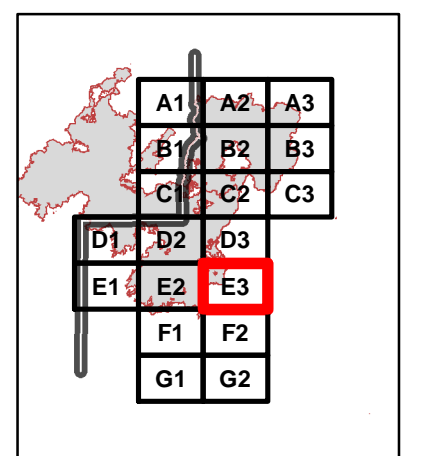 A1 A2 A3
B1 B2 B3
C1 C2 C3
D1 D2 D3
E1 E2 E3
F1 F2
G1 G2